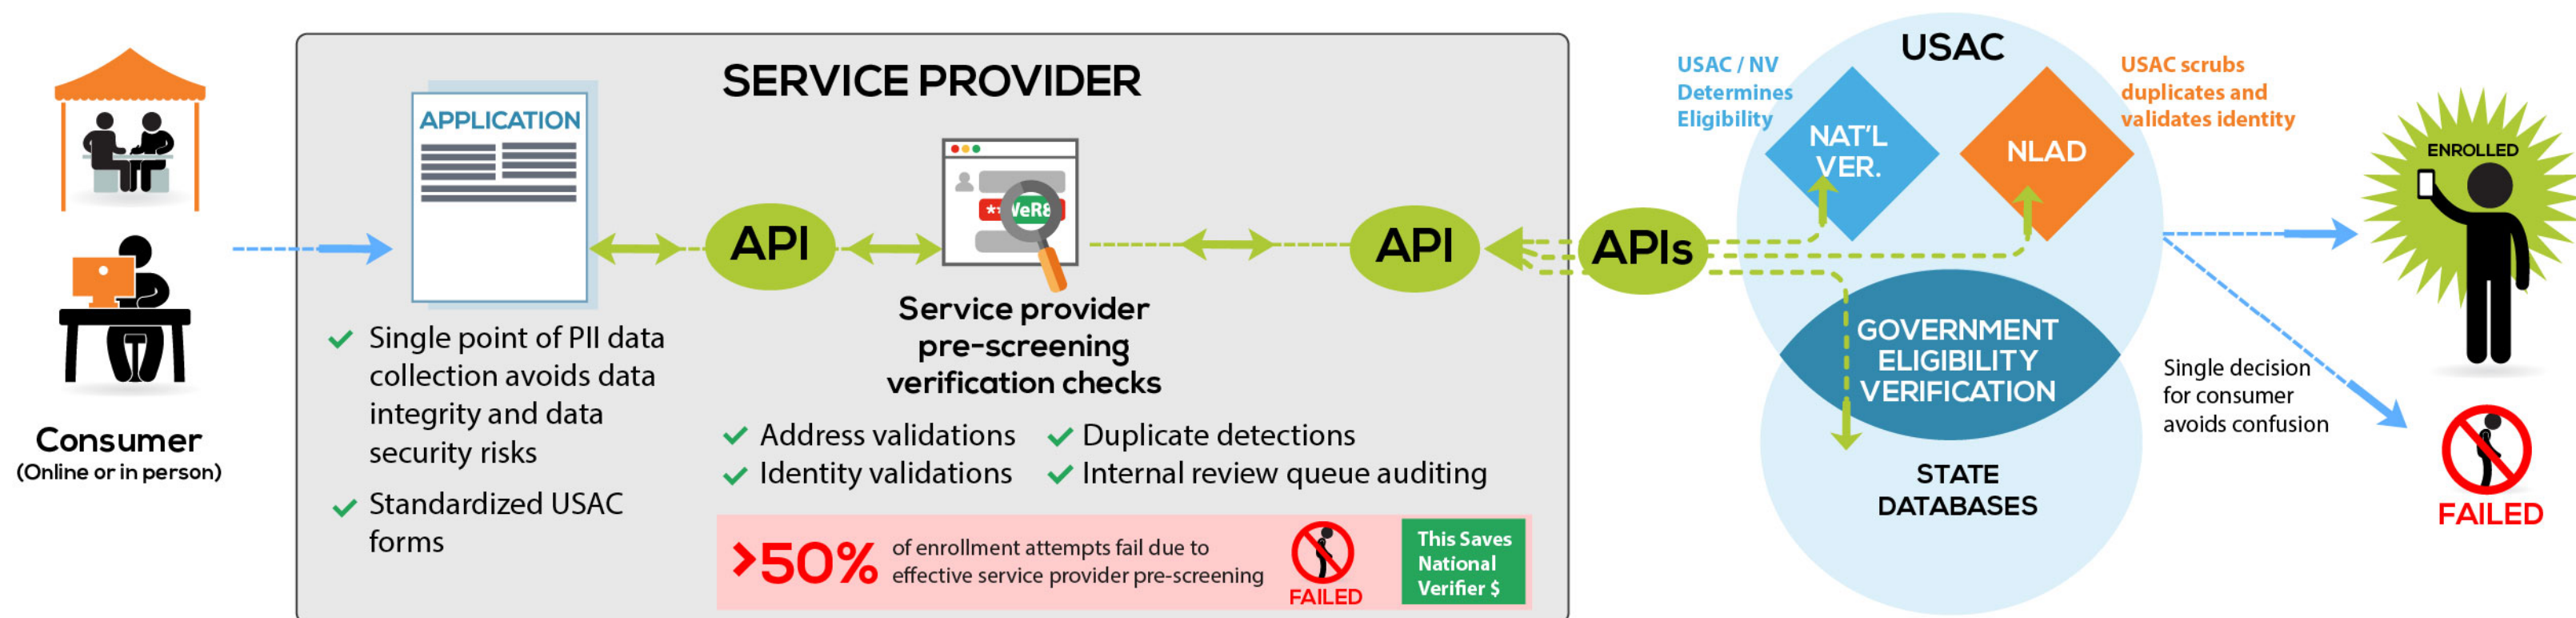 Consumer
(Online or in person)
SERVICE PROVIDER
APPLICATION
Single point of PII data
collection avoids data
integrity and data
security risks
Standardized USAC
forms
API
VeR8
Service provider
pre-screening
verification checks
Address validations
Duplicate detections
Identity validations
Internal review queue auditing
>50%
of enrollment attempts fail due to
effective service provider pre-screening
FAILED
This Saves
National
Verifier $
API
APIs
USAC
USAC / NV
Determines
Eligibility
NAT'L
VER.
NLAD
USAC scrubs
duplicates and
validates identity
GOVERNMENT
ELIGIBILITY
VERIFICATION
STATE
DATABASES
Single decision
for consumer
avoids confusion
ENROLLED
FAILED